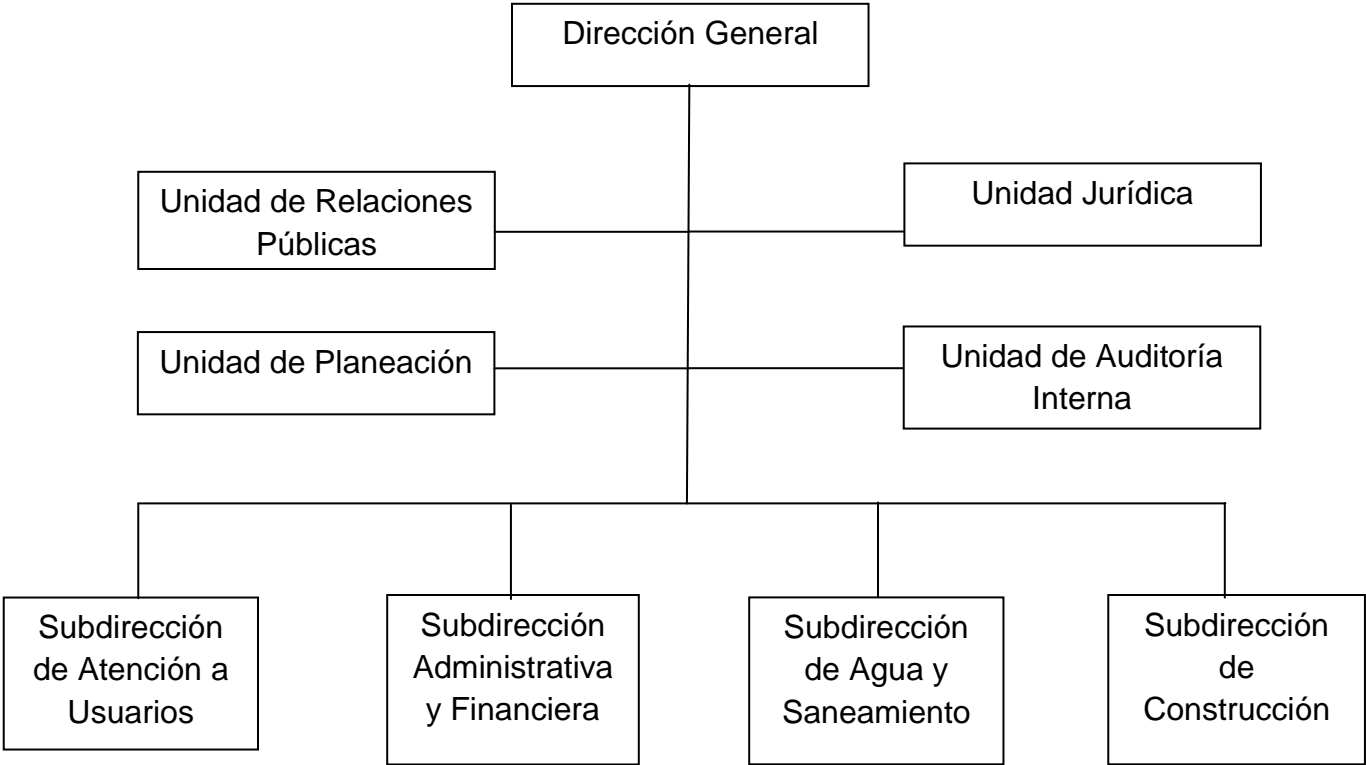 Dirección General
Unidad de Relaciones
Públicas
Unidad Jurídica
Unidad de Planeación
Unidad de Auditoría
Interna
Subdirección
de Atención a
Usuarios
Subdirección
Administrativa
y Financiera
Subdirección
de Agua y
Saneamiento
Subdirección
de
Construcción